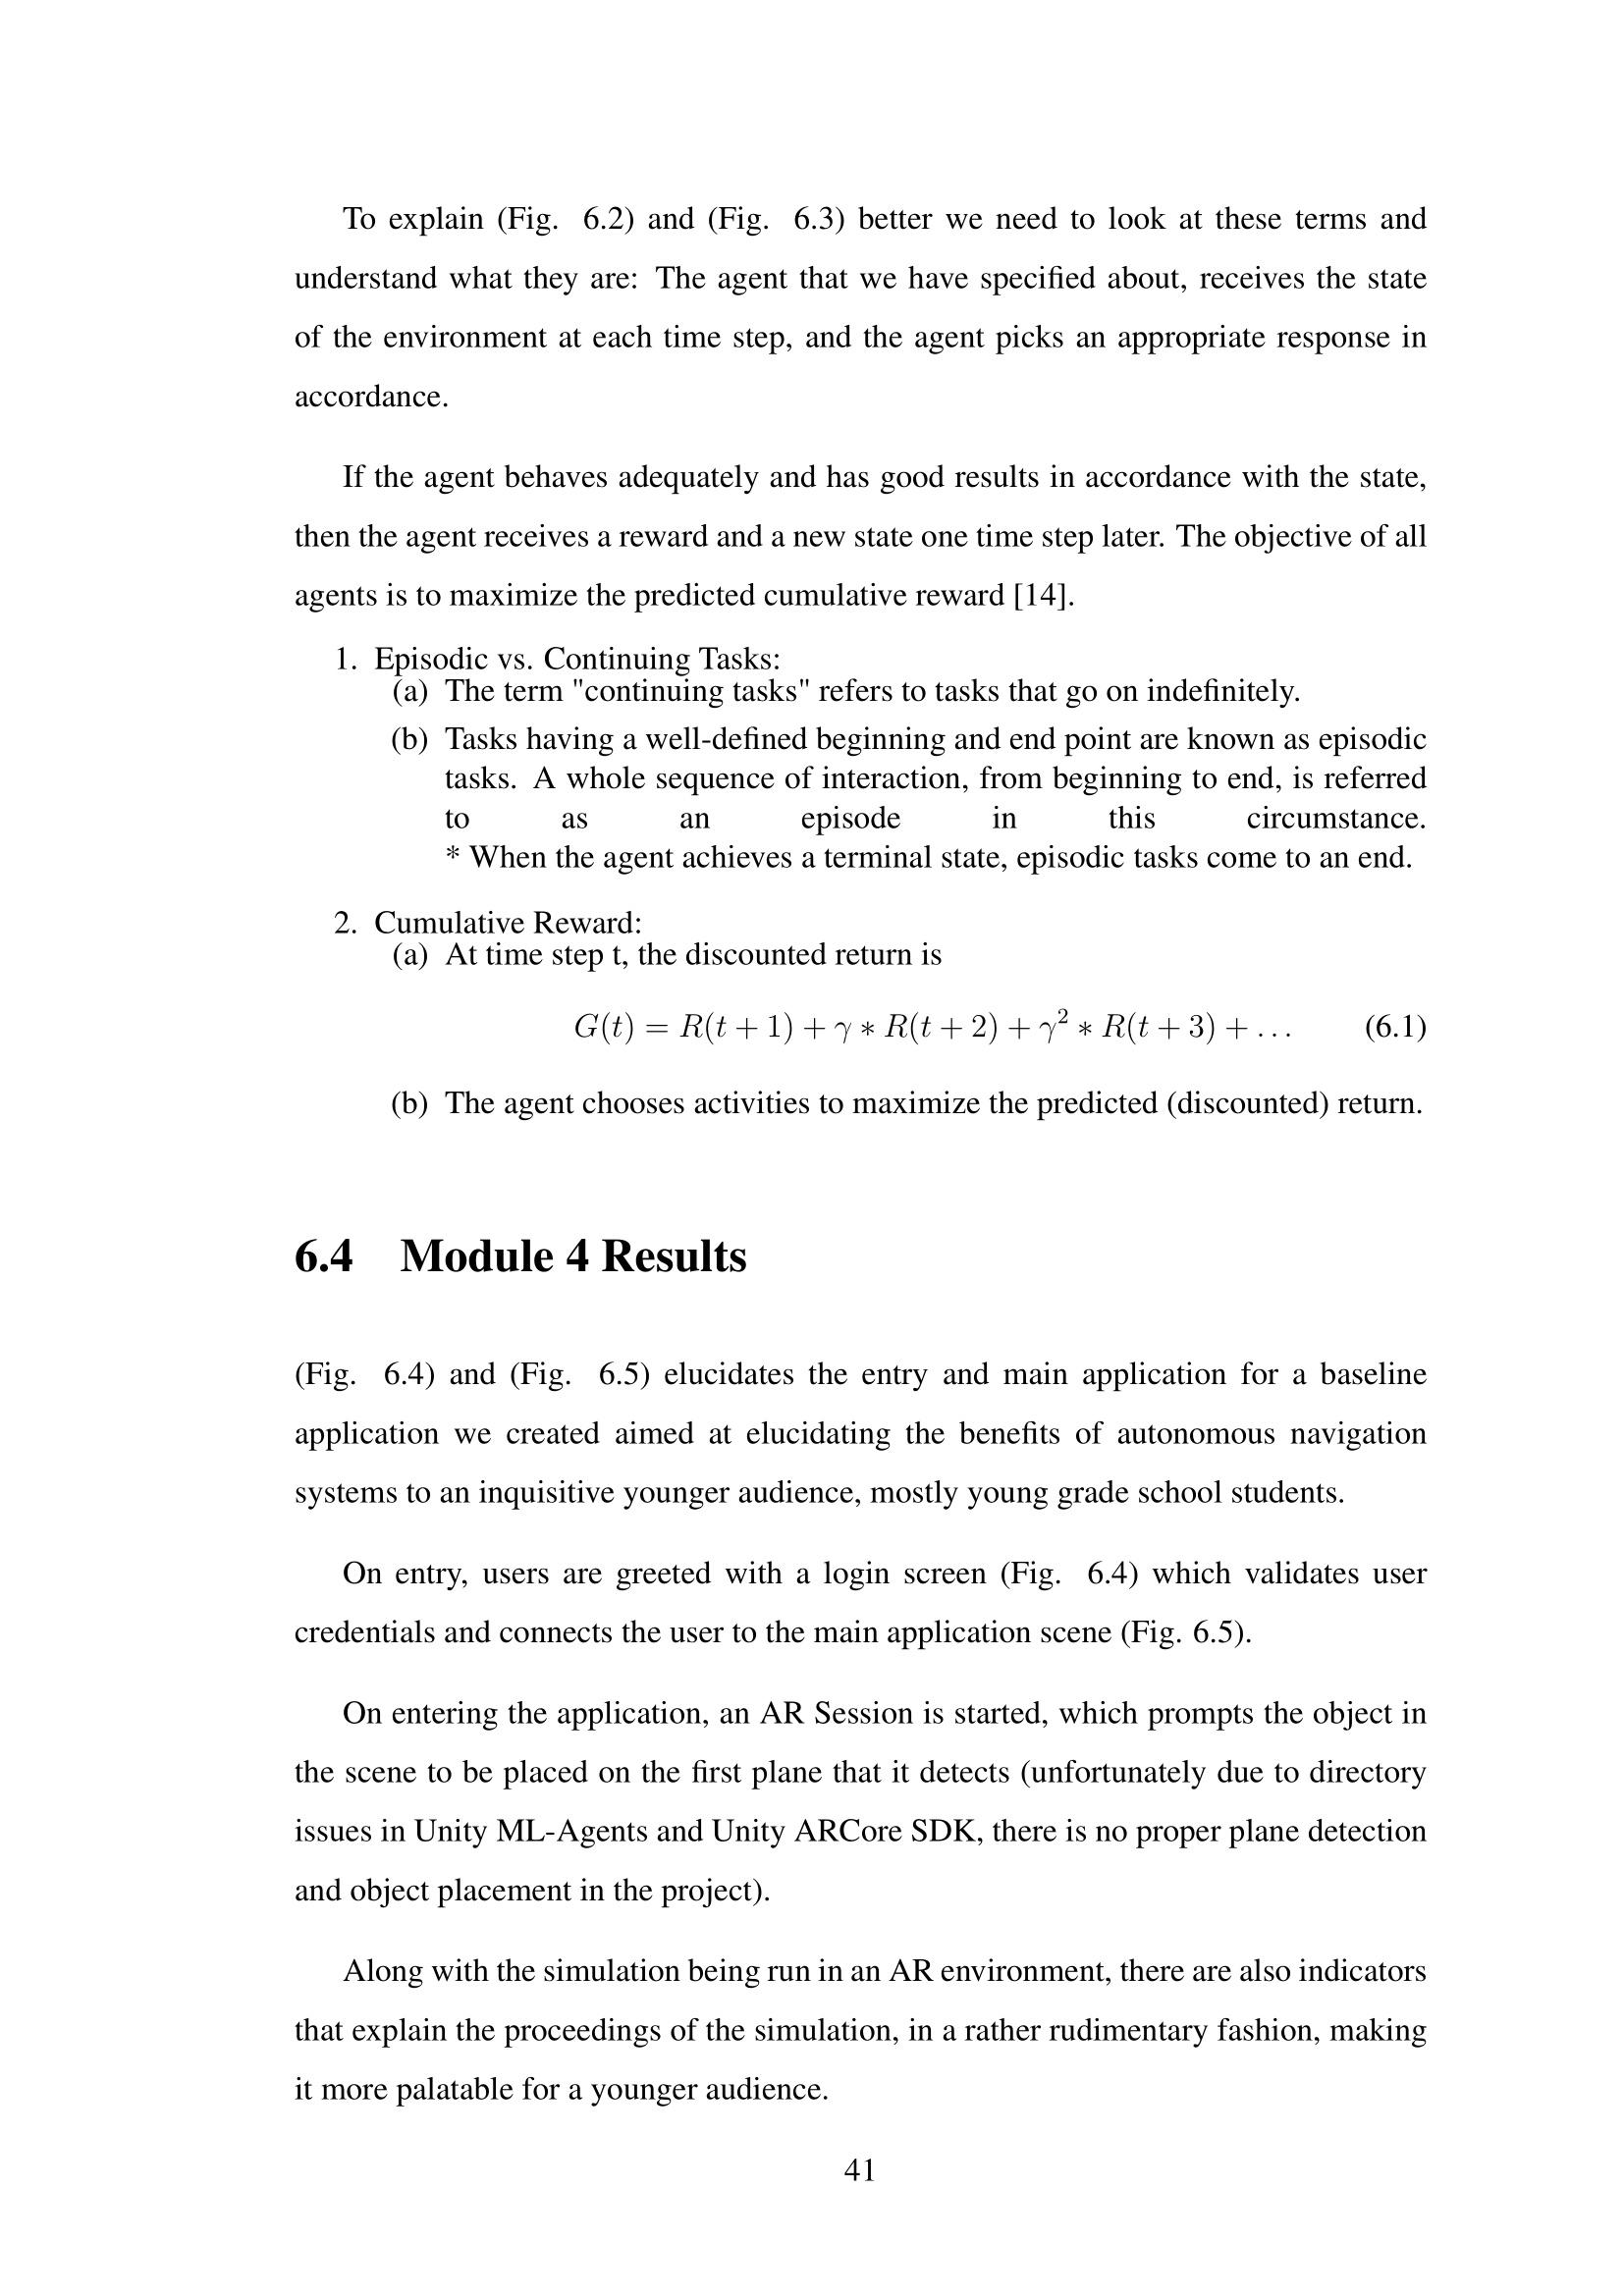 To explain (Fig. 6.2) and (Fig. 6.3) better we need to look at these terms and
understand what they are: The agent that we have specified about, receives the state
of the environment at each time step, and the agent picks an appropriate response in
accordance.
If the agent behaves adequately and has good results in accordance with the state,
then the agent receives a reward and a new state one time step later. The objective of all
agents is to maximize the predicted cumulative reward [14].
1. Episodic vs. Continuing Tasks:
(a) The term "continuing tasks" refers to tasks that go on indefinitely.
(b) Tasks having a well-defined beginning and end point are known as episodic
tasks. A whole sequence of interaction, from beginning to end, is referred
to as an episode in this circumstance.
* When the agent achieves a terminal state, episodic tasks come to an end.
2. Cumulative Reward:
(a) At time step t, the discounted return is
G(t) = R(t + 1) + γ ∗ R(t + 2) + γ² ∗ R(t + 3) + . . . (6.1)
(b) The agent chooses activities to maximize the predicted (discounted) return.
6.4 Module 4 Results
(Fig. 6.4) and (Fig. 6.5) elucidates the entry and main application for a baseline
application we created aimed at elucidating the benefits of autonomous navigation
systems to an inquisitive younger audience, mostly young grade school students.
On entry, users are greeted with a login screen (Fig. 6.4) which validates user
credentials and connects the user to the main application scene (Fig. 6.5).
On entering the application, an AR Session is started, which prompts the object in
the scene to be placed on the first plane that it detects (unfortunately due to directory
issues in Unity ML-Agents and Unity ARCore SDK, there is no proper plane detection
and object placement in the project).
Along with the simulation being run in an AR environment, there are also indicators
that explain the proceedings of the simulation, in a rather rudimentary fashion, making
it more palatable for a younger audience.
41